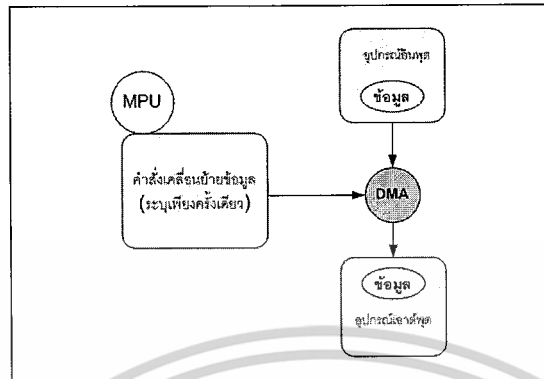 อุปกรณ์อินพุต
ข้อมูล
MPU
คำสั่งเคลื่อนย้ายข้อมูล
(ระบุเพียงครั้งเดียว)
DMA
ข้อมูล
อุปกรณ์เอาต์พุต